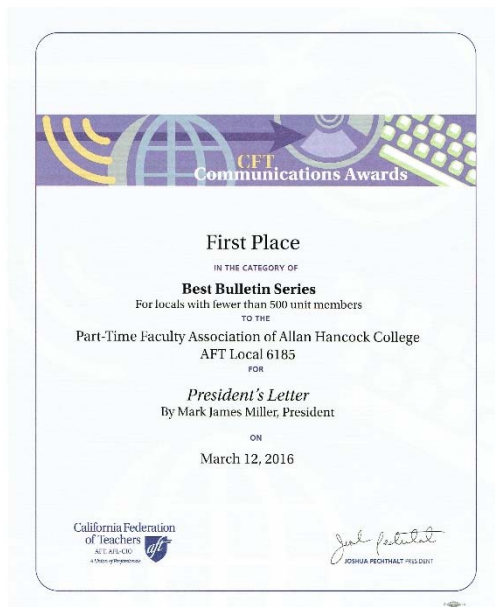 CFT
Communications Awards
First Place
IN THE CATEGORY OF
Best Bulletin Series
For locals with fewer than 500 unit members
TO THE
Part-Time Faculty Association of Allan Hancock College
AFT Local 6185
FOR
President's Letter
By Mark James Miller, President
ON
March 12, 2016
California Federation
of Teachers
AFT, AFL-CIO
A Union of Professionals
aft
JOSHUA PECHTHALT PRESIDENT